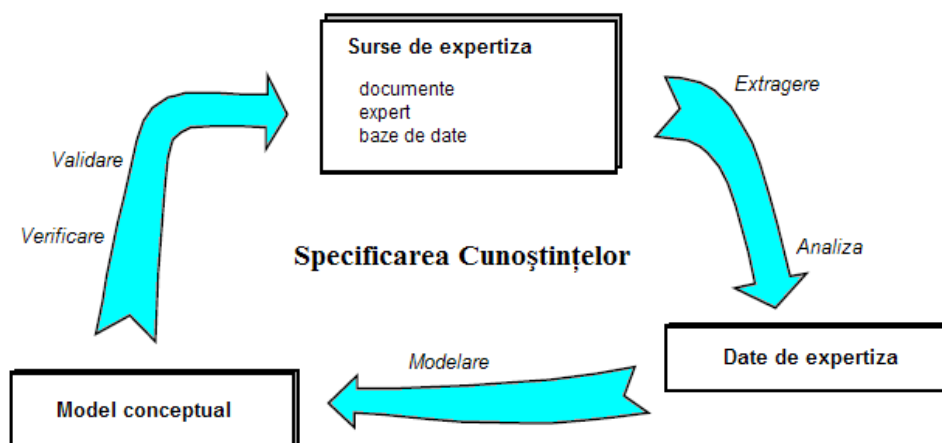 Surse de expertiza
documente
expert
baze de date
Extragere
Validare
Verificare
Specificarea Cunoştinţelor
Analiza
Modelare
Date de expertiza
Model conceptual